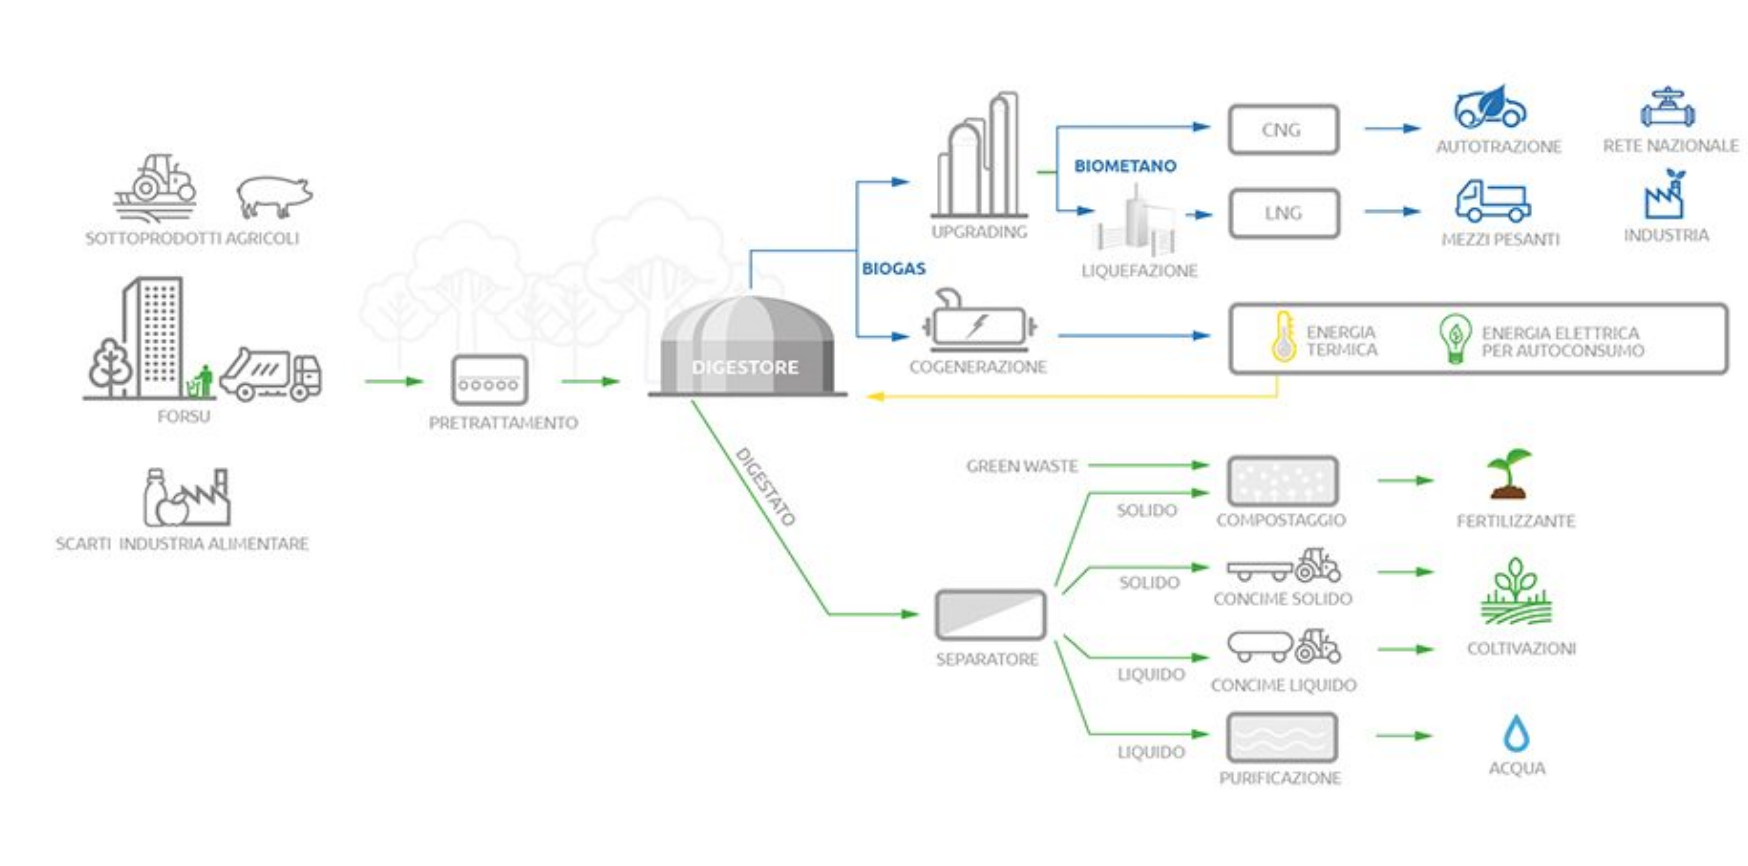 SOTTOPRODOTTI AGRICOLI
FORSU
SCARTI INDUSTRIA ALIMENTARE
PRETRATTAMENTO
DIGESTORE
BIOGAS
UPGRADING
BIOMETANO
LIQUEFAZIONE
CNG
LNG
AUTOTRAZIONE
RETE NAZIONALE
MEZZI PESANTI
INDUSTRIA
COGENERAZIONE
ENERGIA
TERMICA
ENERGIA ELETTRICA
PER AUTOCONSUMO
DIGESTATO
SEPARATORE
GREEN WASTE
SOLIDO
COMPOSTAGGIO
FERTILIZZANTE
SOLIDO
CONCIME SOLIDO
COLTIVAZIONI
LIQUIDO
CONCIME LIQUIDO
LIQUIDO
PURIFICAZIONE
ACQUA